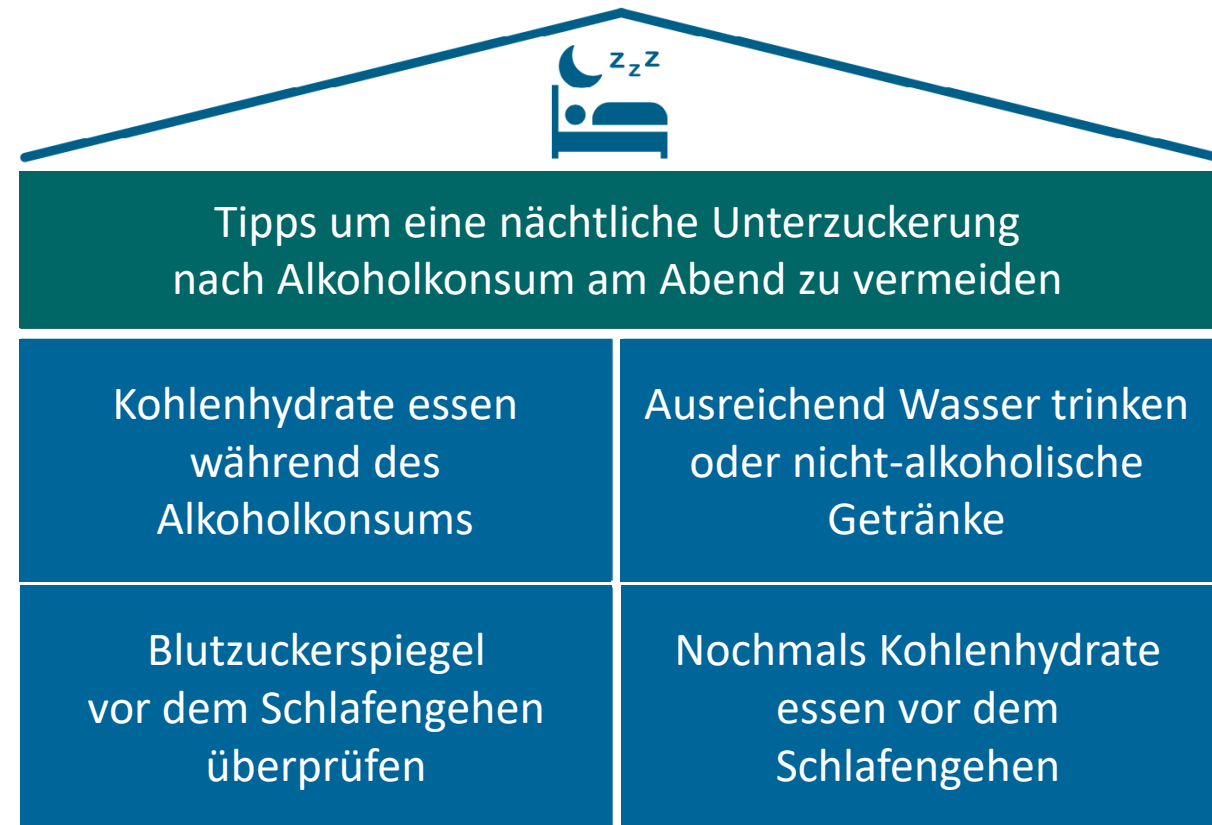 zzz
Tipps um eine nächtliche Unterzuckerung
nach Alkoholkonsum am Abend zu vermeiden
Kohlenhydrate essen
während des
Alkoholkonsums
Ausreichend Wasser trinken
oder nicht-alkoholische
Getränke
Blutzuckerspiegel
vor dem Schlafengehen
überprüfen
Nochmals Kohlenhydrate
essen vor dem
Schlafengehen